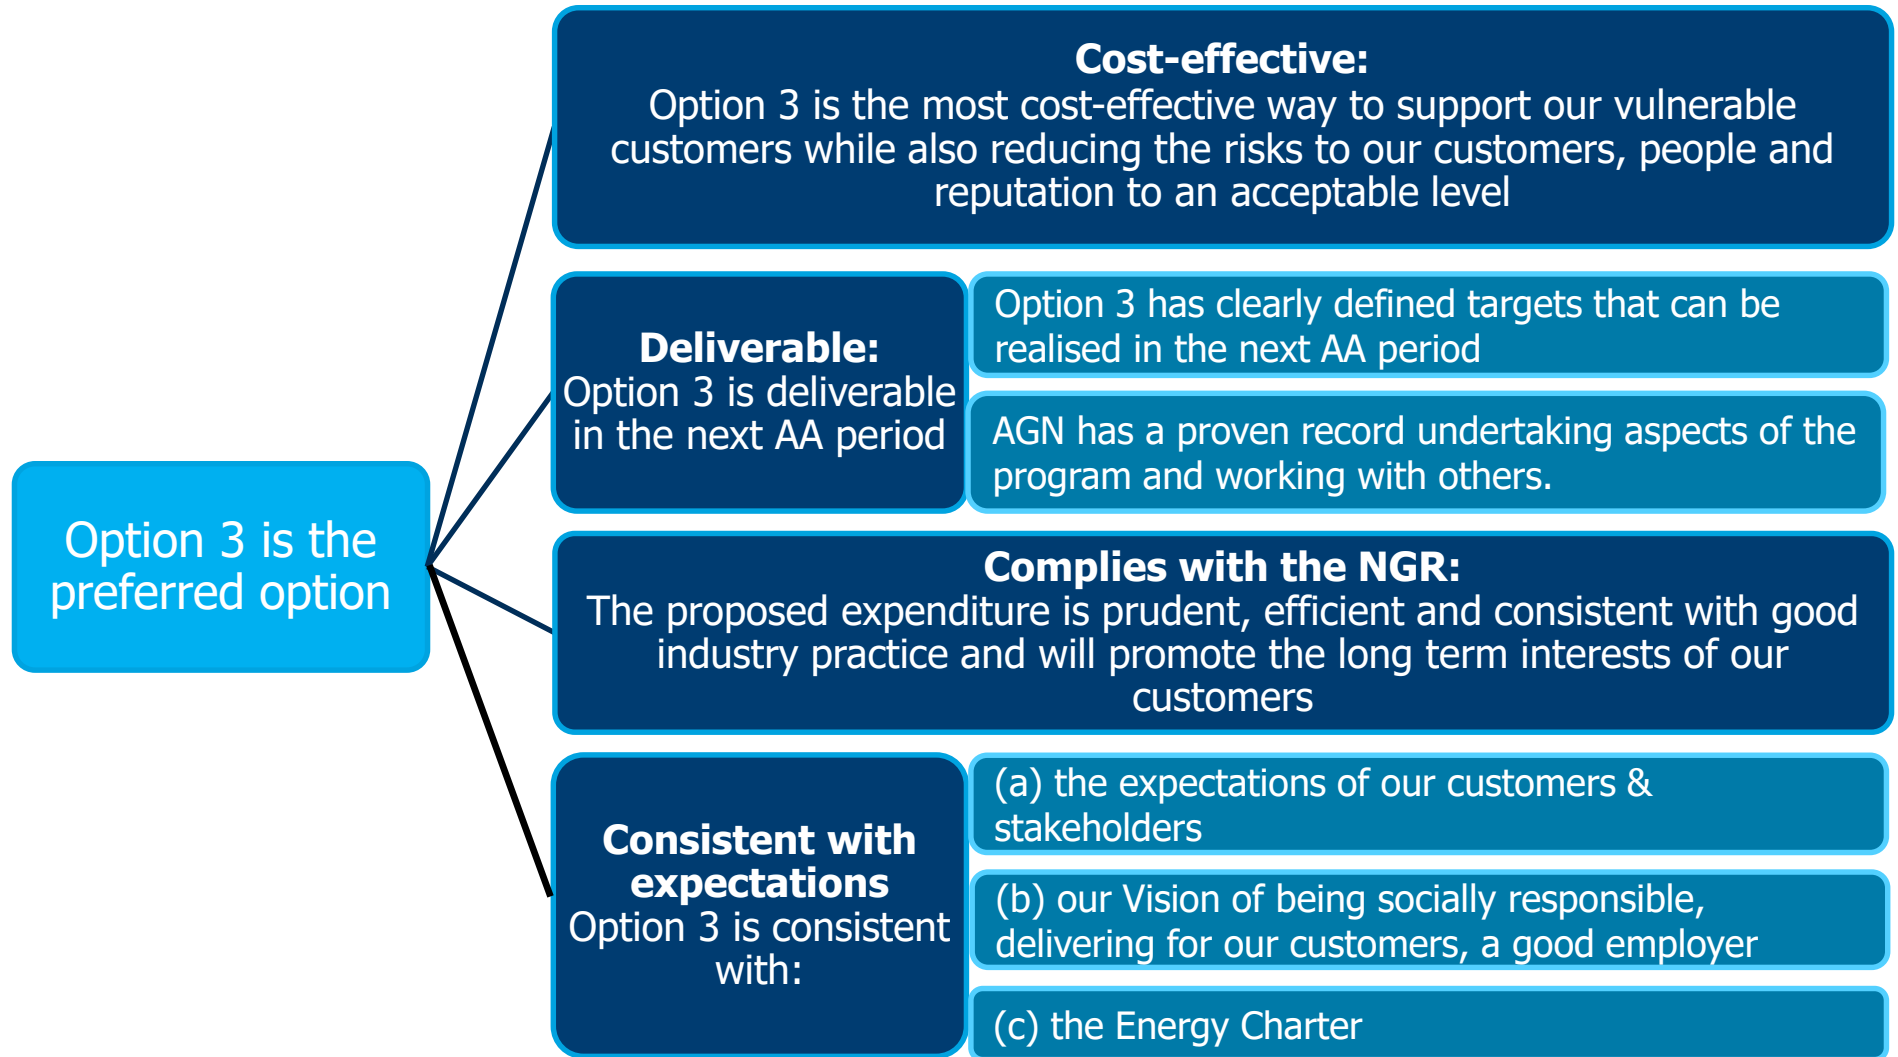 Cost-effective:
Option 3 is the most cost-effective way to support our vulnerable
customers while also reducing the risks to our customers, people and
reputation to an acceptable level
Deliverable:
Option 3 is deliverable
in the next AA period
Option 3 has clearly defined targets that can be
realised in the next AA period
AGN has a proven record undertaking aspects of the
program and working with others.
Option 3 is the
preferred option
Complies with the NGR:
The proposed expenditure is prudent, efficient and consistent with good
industry practice and will promote the long term interests of our
customers
Consistent with
expectations
Option 3 is consistent
with:
(a) the expectations of our customers &
stakeholders
(b) our Vision of being socially responsible,
delivering for our customers, a good employer
(c) the Energy Charter